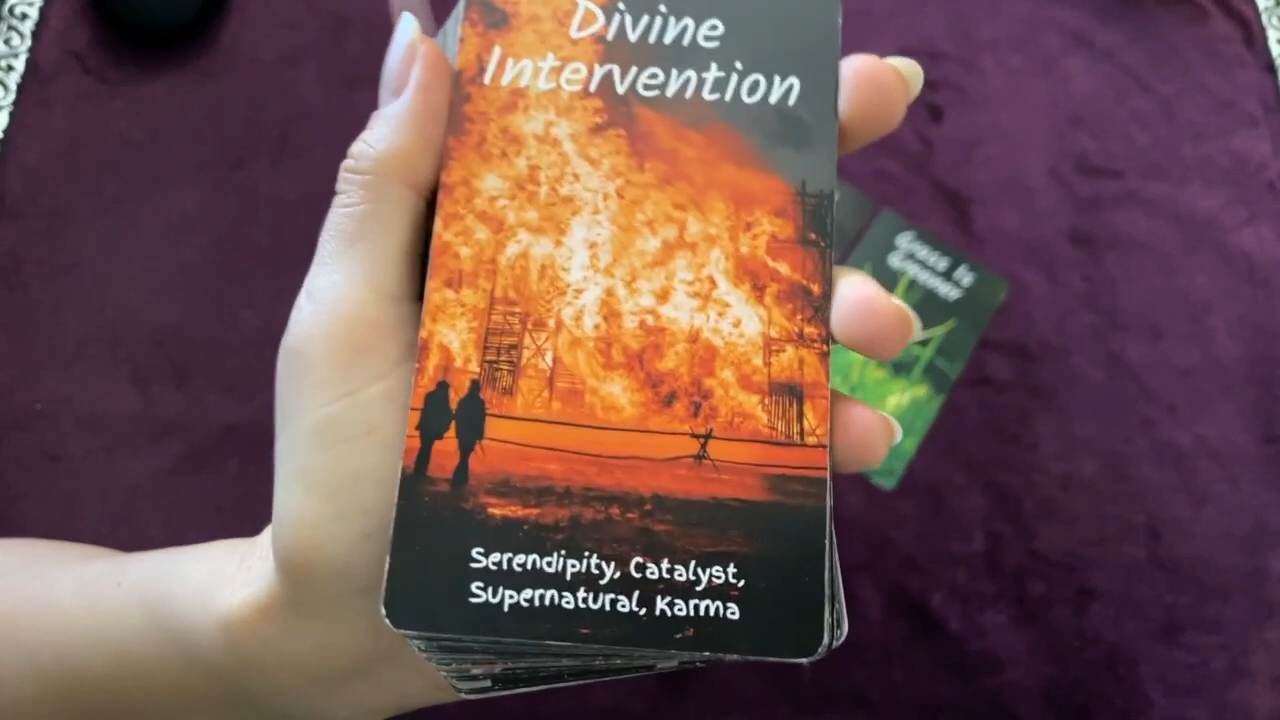 Divine
Intervention
Serendipity, Catalyst,
Supernatural, Karma
Grass Is
Greener